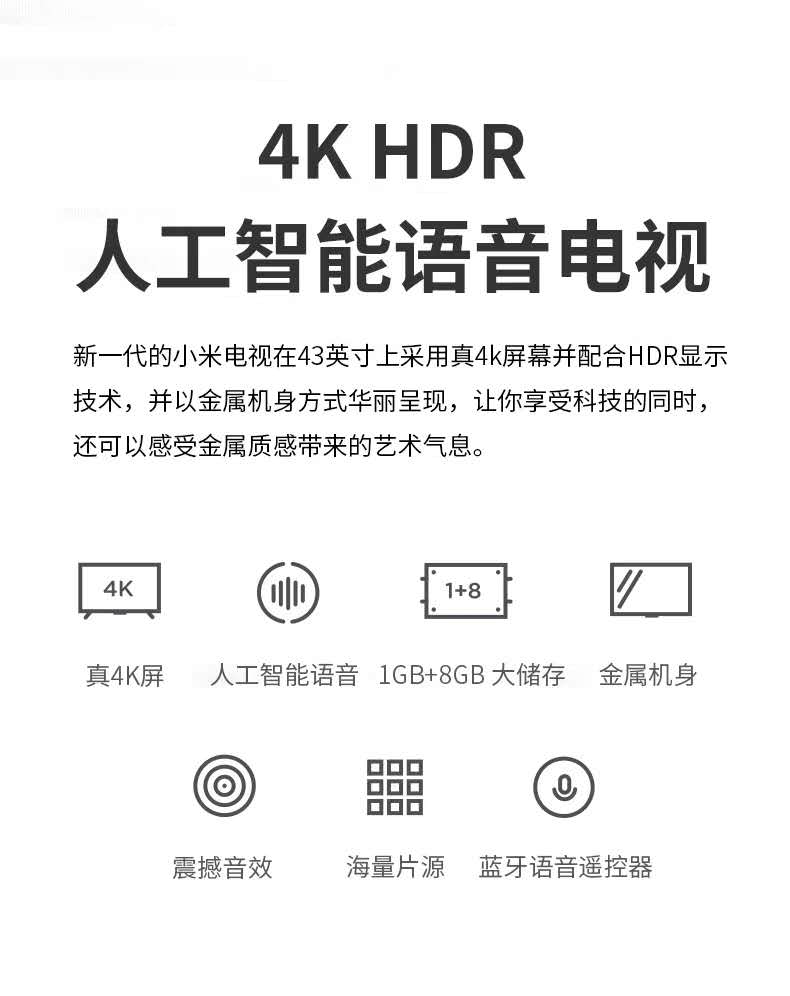 4K HDR
人工智能语音电视
新一代的小米电视在43英寸上采用真4k屏幕并配合HDR显示
技术，并以金属机身方式华丽呈现，让你享受科技的同时，
还可以感受金属质感带来的艺术气息。
4K
1+8
真4K屏 人工智能语音 1GB+8GB 大储存 金属机身
震撼音效 海量片源 蓝牙语音遥控器